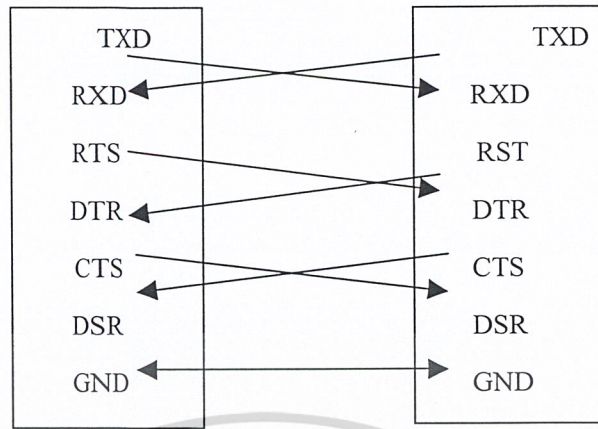 TXD
RXD
RTS
DTR
CTS
DSR
GND
TXD
RXD
RST
DTR
CTS
DSR
GND